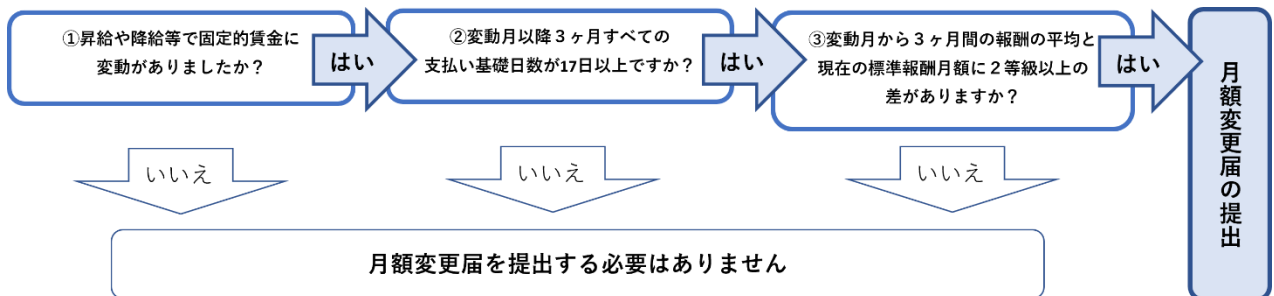 ①昇給や降給等で固定的賃金に
変動がありましたか？
はい
②変動月以降３ヶ月すべての
支払い基礎日数が17日以上ですか？
はい
③変動月から３ヶ月間の報酬の平均と
現在の標準報酬月額に２等級以上の
差がありますか？
はい
月額変更届の提出
いいえ
いいえ
いいえ
月額変更届を提出する必要はありません